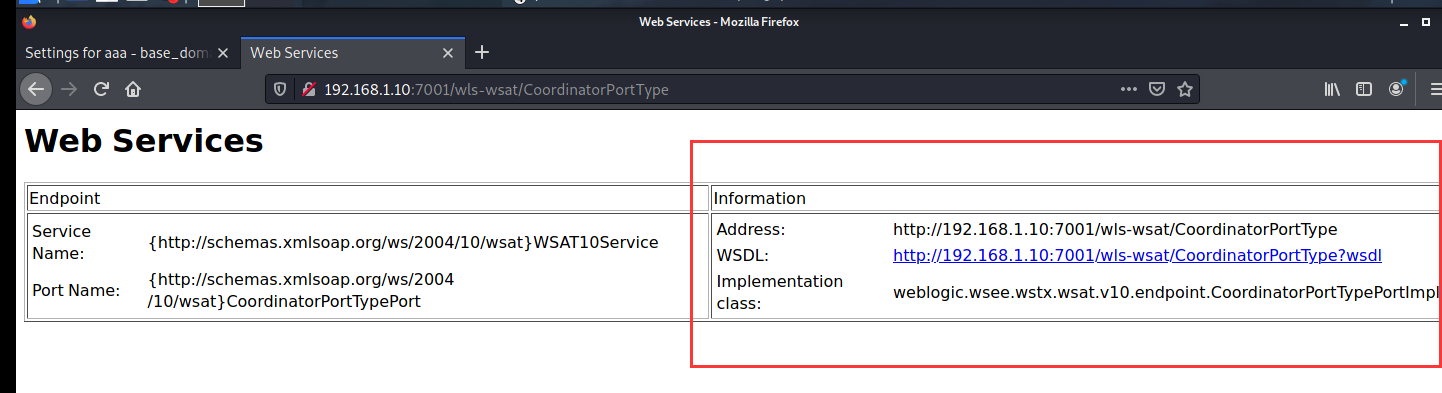 Web Services - Mozilla Firefox
Settings for aaa - base_dom
Web Services
192.168.1.10:7001/wls-wsat/CoordinatorPortType
Web Services
Endpoint
Information
Service
Name:
{http://schemas.xmlsoap.org/ws/2004/10/wsat}WSAT10Service
Port Name:
{http://schemas.xmlsoap.org/ws/2004
/10/wsat}CoordinatorPortTypePort
Address:
http://192.168.1.10:7001/wls-wsat/CoordinatorPortType
WSDL:
http://192.168.1.10:7001/wls-wsat/CoordinatorPortType?wsdl
Implementation
class:
weblogic.wsee.wstx.wsat.v10.endpoint.CoordinatorPortTypePortImpl